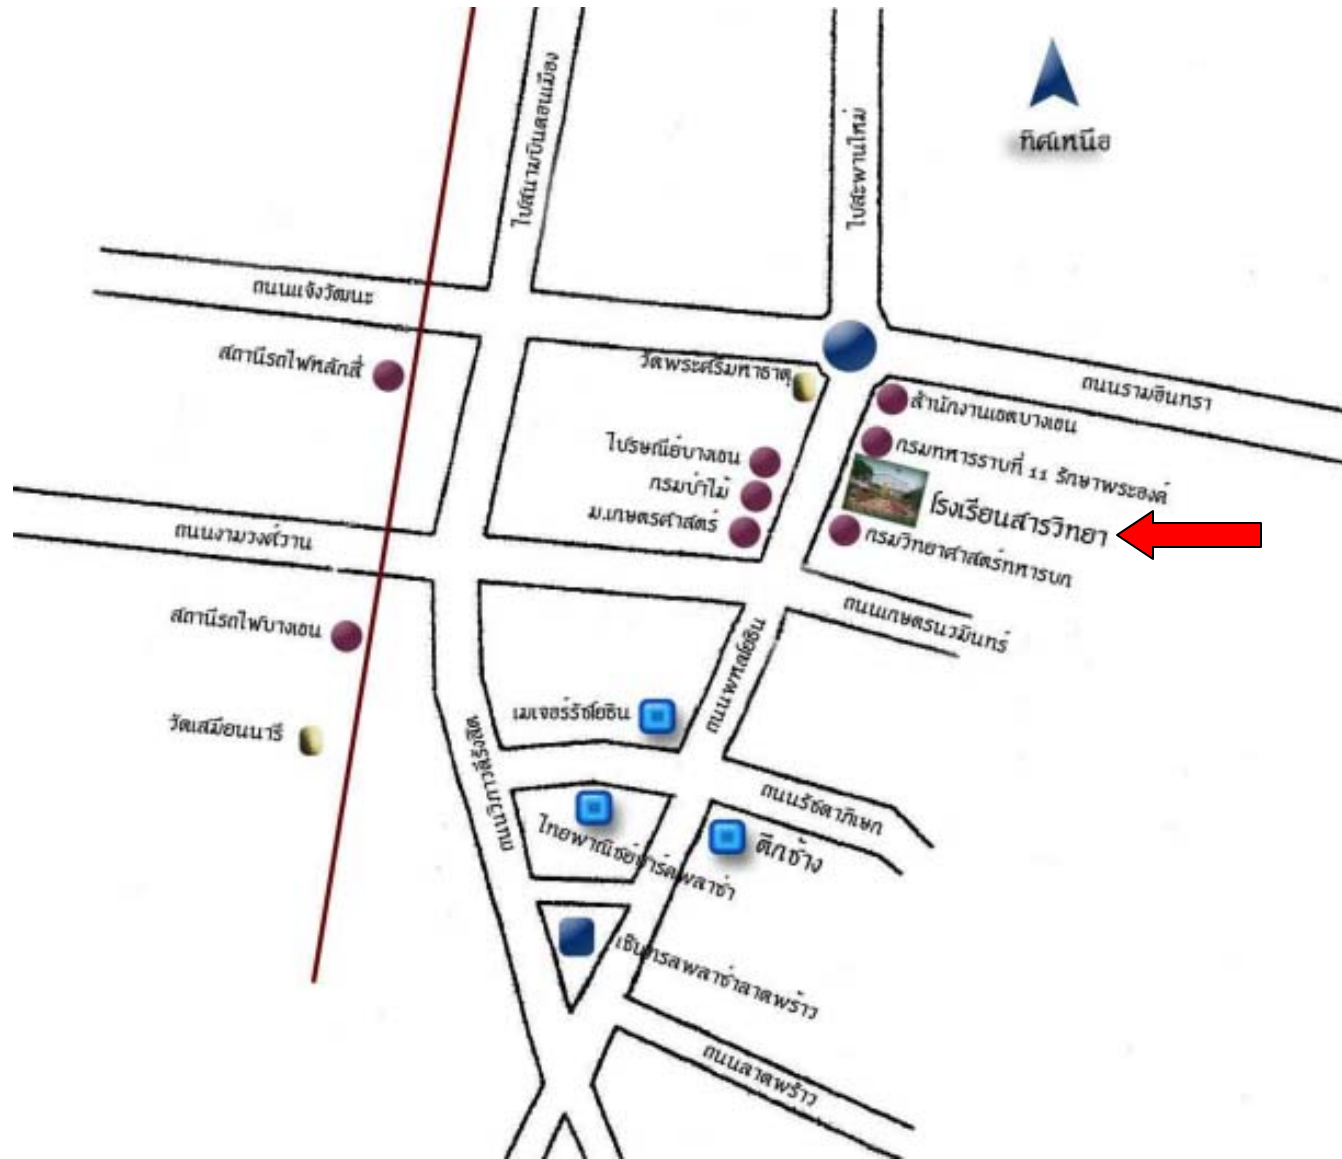 ไปสนามบินดอนเมือง
ไปสะพานใหม่
ทิศเหนือ
ถนนแจ้งวัฒนะ
สถานีรถไฟหลักสี่
วัดพระศรีมหาธาตุ
ถนนรามอินทรา
สำนักงานเขตบางเขน
ไปรษณีย์บางเขน
กรมทหารราบที่ 11 รักษาพระองค์
กรมป่าไม้
โรงเรียนสารวิทยา
ม.เกษตรศาสตร์
กรมวิทยาศาสตร์ทหารบก
ถนนงามวงศ์วาน
ถนนเกษตรนวมินทร์
สถานีรถไฟบางเขน
ถนนพหลโยธิน
เมเจอร์รัชโยธิน
วัดเสมียนนารี
ถนนวิภาวดีรังสิต
ถนนรัชดาภิเษก
ไทยพาณิชย์ปาร์คพลาซ่า
ตึกช้าง
เซ็นทรลพลาซ่าลาดพร้าว
ถนนลาดพร้าว